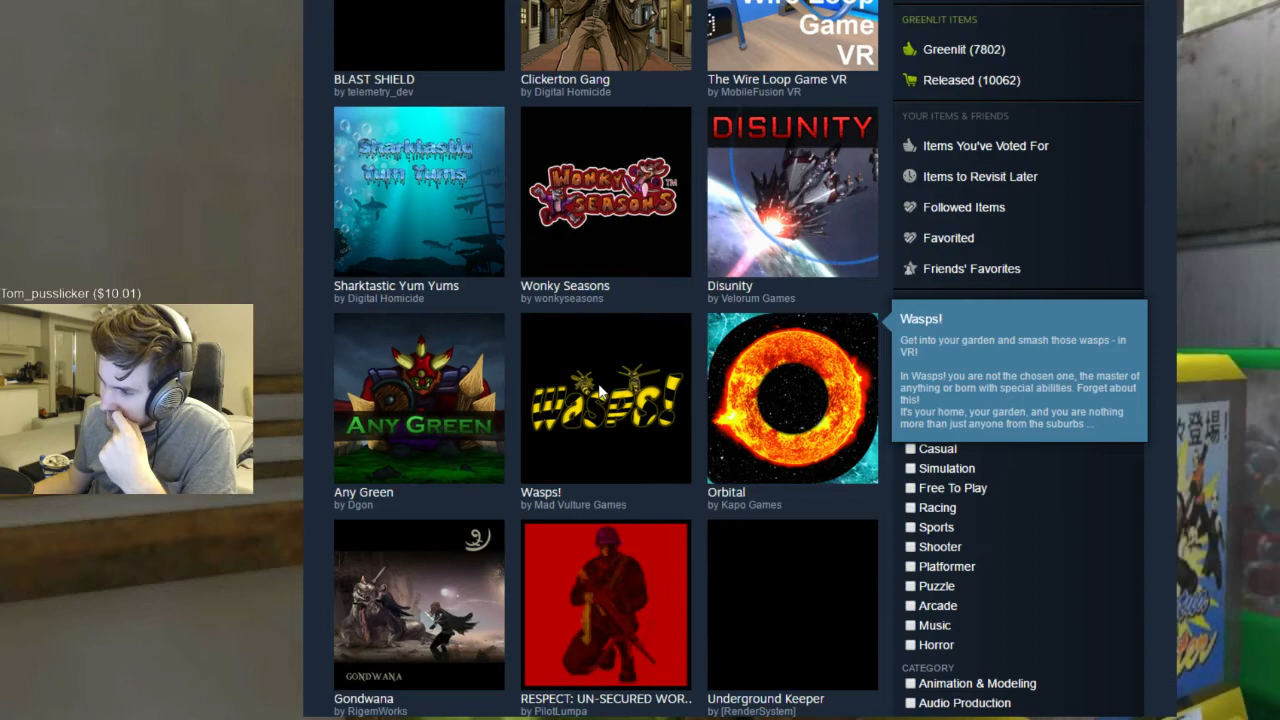 Wire Loop
Game
VR
BLAST SHIELD
by telemetry_dev
Clickerton Gang
by Digital Homicide
The Wire Loop Game VR
by MobileFusion VR
Sharktastic
Yum Yums
WONKY
SEASONS™
DISUNITY
Sharktastic Yum Yums
by Digital Homicide
Wonky Seasons
by wonkyseasons
Disunity
by Velorum Games
ANY GREEN
Wasps!
Any Green
by Dgon
Wasps!
by Mad Vulture Games
Orbital
by Kapo Games
GONDWANA
Gondwana
by RigemWorks
RESPECT: UN-SECURED WOR..
by PilotLumpa
Underground Keeper
by [RenderSystem]
GREENLIT ITEMS
Greenlit (7802)
Released (10062)
YOUR ITEMS & FRIENDS
Items You've Voted For
Items to Revisit Later
Followed Items
Favorited
Friends' Favorites
Wasps!
Get into your garden and smash those wasps - in
VR!
In Wasps! you are not the chosen one, the master of
anything or born with special abilities. Forget about
this!
It's your home, your garden, and you are nothing
more than just anyone from the suburbs ...
Casual
Simulation
Free To Play
Racing
Sports
Shooter
Platformer
Puzzle
Arcade
Music
Horror
CATEGORY
Animation & Modeling
Audio Production
Tom_pusslicker ($10.01)
登場!